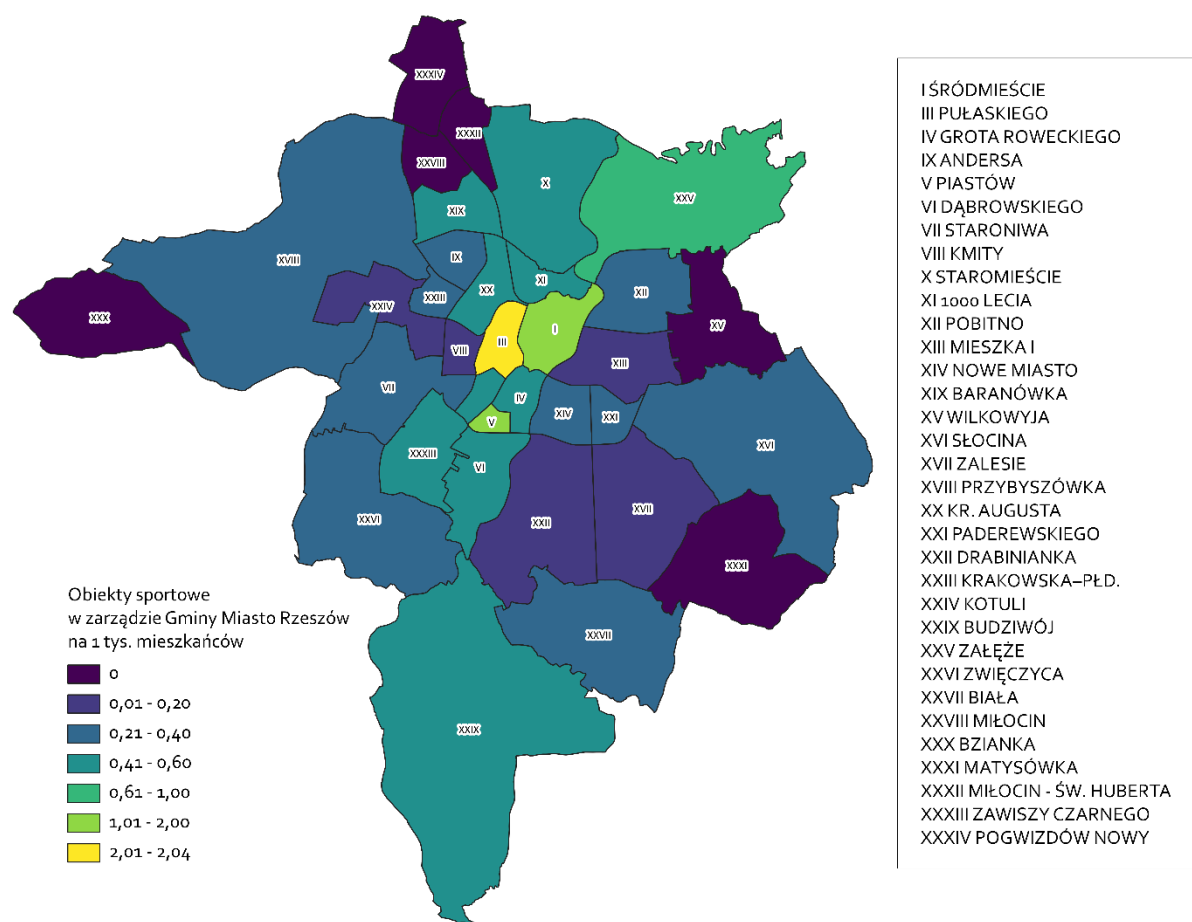 XXXIV
XXXII
XXVIII
X
XXV
XIX
IX
XVIII
XX
XI
XII
XXIII
XXIV
XXX
XV
III
I
VIII
XIII
VII
IV
XIV
XXI
V
XXXIII
VI
XVI
XXVI
XXII
XVII
XXXI
XXVII
XXIX
Obiekty sportowe
w zarządzie Gminy Miasto Rzeszów
na 1 tys. mieszkańców
0
0,01 - 0,20
0,21 - 0,40
0,41 - 0,60
0,61 - 1,00
1,01 - 2,00
2,01 - 2,04
I ŚRÓDMIEŚCIE
III PUŁASKIEGO
IV GROTA ROWECKIEGO
IX ANDERSA
V PIASTÓW
VI DĄBROWSKIEGO
VII STARONIWA
VIII KMITY
X STAROMIEŚCIE
XI 1000 LECIA
XII POBITNO
XIII MIESZKA I
XIV NOWE MIASTO
XIX BARANÓWKA
XV WILKOWYJA
XVI SŁOCINA
XVII ZALESIE
XVIII PRZYBYSZÓWKA
XX KR. AUGUSTA
XXI PADEREWSKIEGO
XXII DRABINIANKA
XXIII KRAKOWSKA–PŁD.
XXIV KOTULI
XXIX BUDZIWÓJ
XXV ZAŁĘŻE
XXVI ZWIĘCZYCA
XXVII BIAŁA
XXVIII MIŁOCIN
XXX BZIANKA
XXXI MATYSÓWKA
XXXII MIŁOCIN - ŚW. HUBERTA
XXXIII ZAWISZY CZARNEGO
XXXIV POGWIZDÓW NOWY